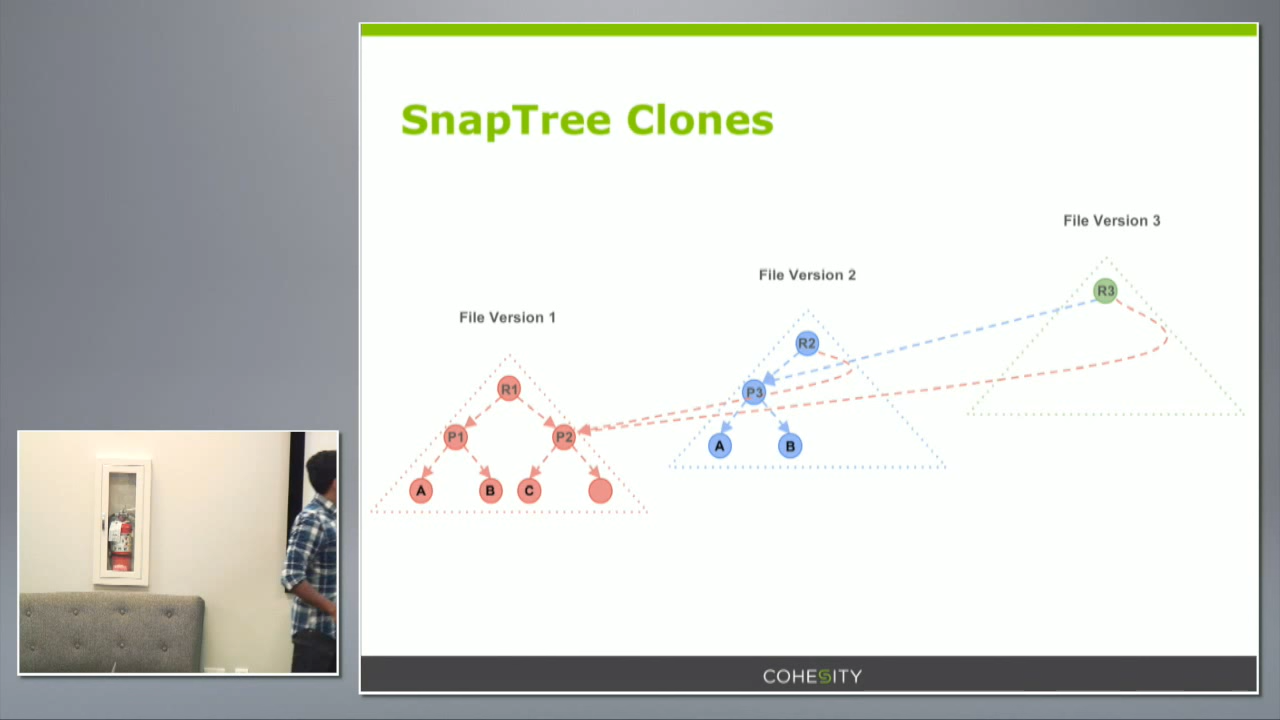 SnapTree Clones
File Version 3
R3
File Version 2
R2
P3
A B
File Version 1
R1
P1 P2
A B C
COHESITY